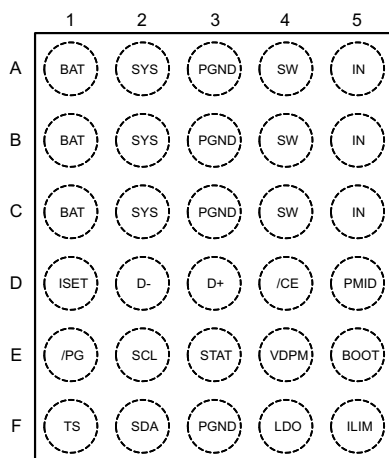 1 2 3 4 5
A BAT SYS PGND SW IN
B BAT SYS PGND SW IN
C BAT SYS PGND SW IN
D ISET D- D+ /CE PMID
E /PG SCL STAT VDPM BOOT
F TS SDA PGND LDO ILIM